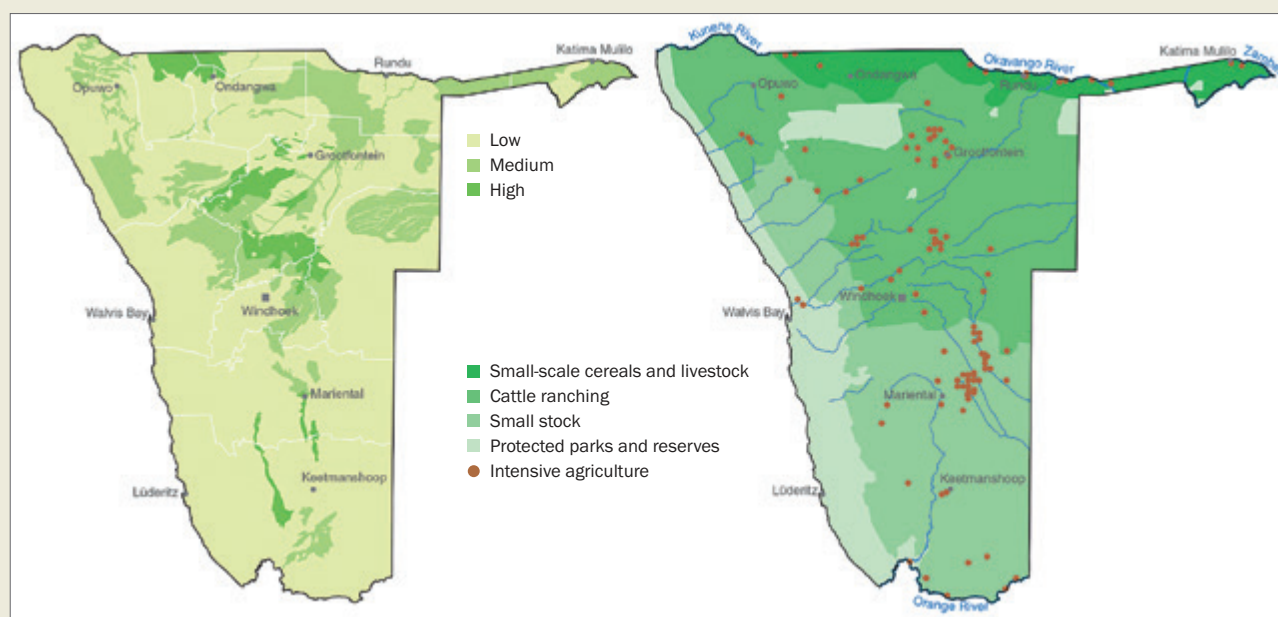 Katima Mulilo
Rundu
Opuwo
Ondangwa
Grootfontein
Windhoek
Walvis Bay
Mariental
Keetmanshoop
Lüderitz
Low
Medium
High
Small-scale cereals and livestock
Cattle ranching
Small stock
Protected parks and reserves
Intensive agriculture
Kunene River
Okavango River
Katima Mulilo
Zambe
Opuwo
Ondangwa
Rundu
Grootfontein
Windhoek
Walvis Bay
Mariental
Keetmanshoop
Lüderitz
Orange River